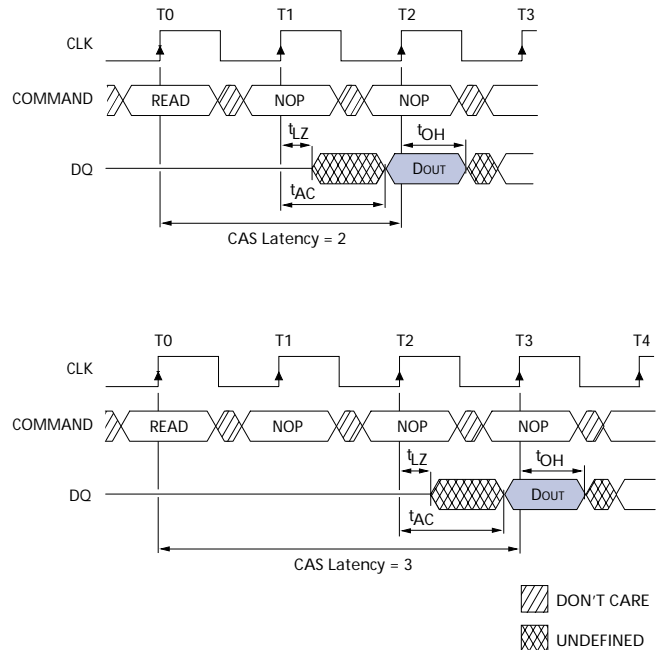 T0 T1 T2 T3
CLK
COMMAND READ NOP NOP
tLZ tOH
DQ DOUT
tAC
CAS Latency = 2
T0 T1 T2 T3 T4
CLK
COMMAND READ NOP NOP NOP
tLZ tOH
DQ DOUT
tAC
CAS Latency = 3
DON'T CARE
UNDEFINED